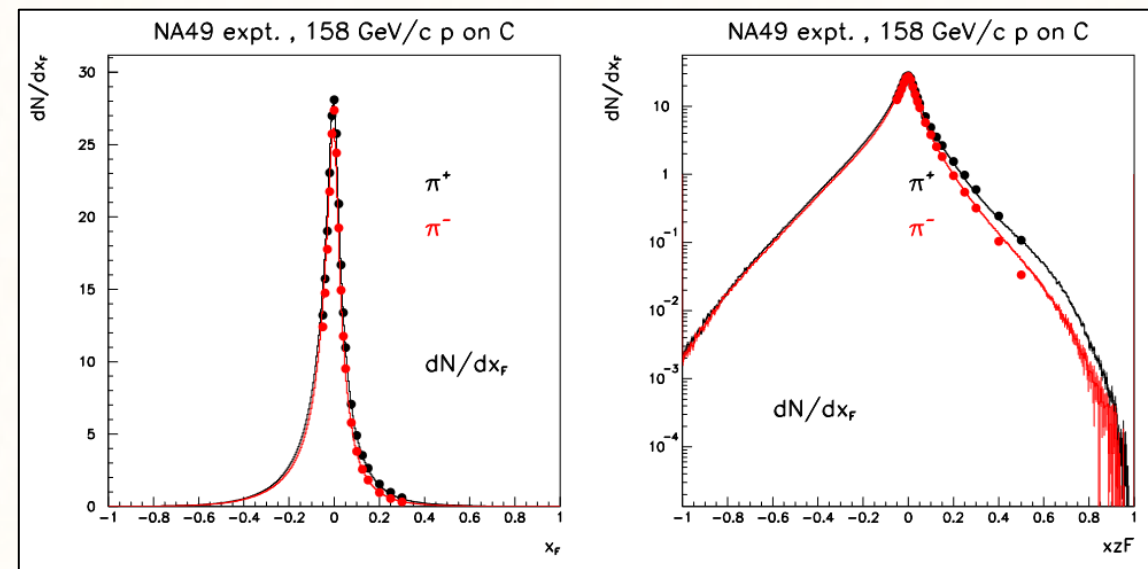 NA49 expt. , 158 GeV/c p on C
dN/dx_F
30
25
20
15
10
5
0
π⁺
π⁻
dN/dx_F
-1 -0.8 -0.6 -0.4 -0.2 0 0.2 0.4 0.6 0.8 1
x_F
NA49 expt. , 158 GeV/c p on C
dN/dx_F
10
1
10⁻¹
10⁻²
10⁻³
10⁻⁴
π⁺
π⁻
dN/dx_F
-1 -0.8 -0.6 -0.4 -0.2 0 0.2 0.4 0.6 0.8 1
xzF